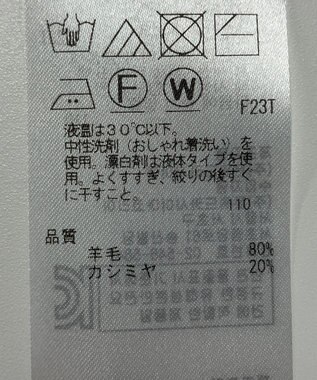 F W
F23T
液温は30℃以下。
中性洗剤(おしゃれ着洗い)を
使用。漂白剤は液体タイプを使
用。よくすすぎ、絞りの後すぐ
に干すこと
110
品質
羊毛 80%
カシミヤ 20%